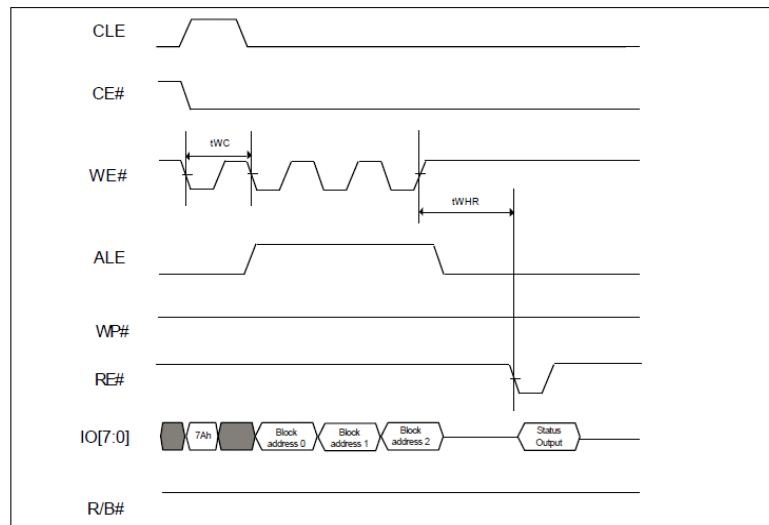 CLE
CE#
tWC
WE#
tWHR
ALE
WP#
RE#
IO[7:0]
7Ah
Block
address 0
Block
address 1
Block
address 2
Status
Output
R/B#